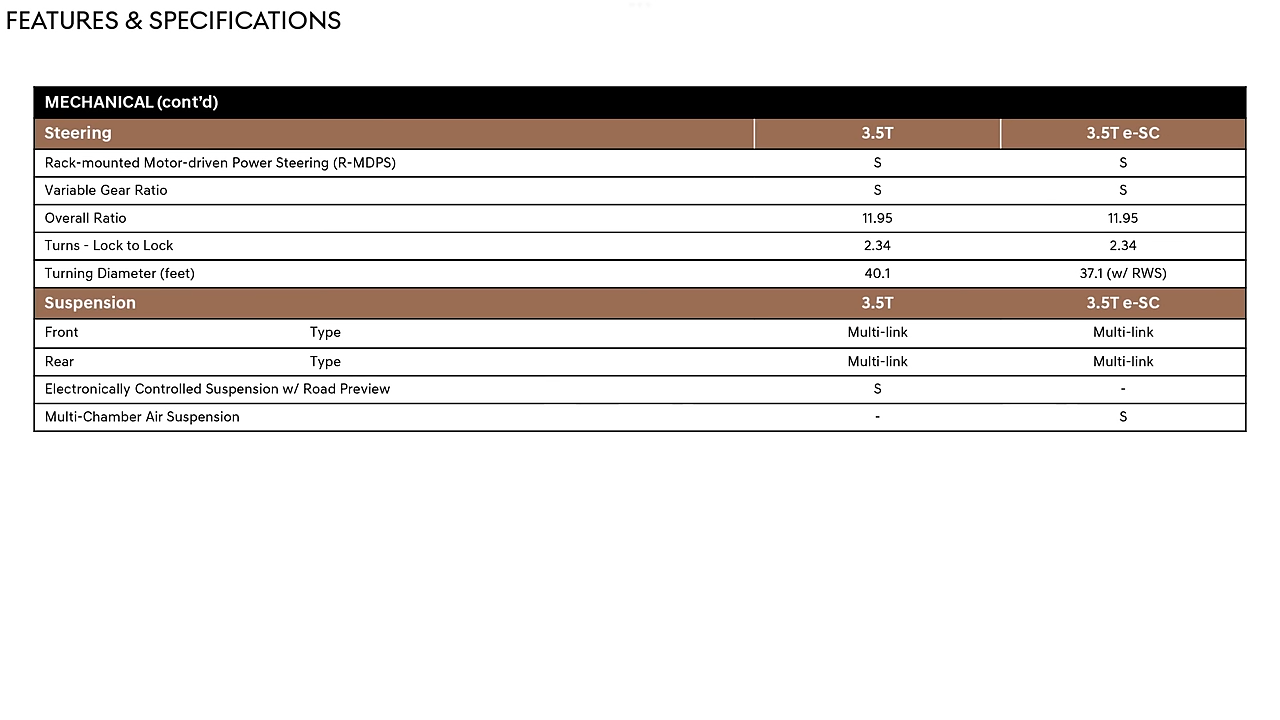 FEATURES & SPECIFICATIONS
MECHANICAL (cont'd)
Steering 3.5T 3.5T e-SC
Rack-mounted Motor-driven Power Steering (R-MDPS) S S
Variable Gear Ratio S S
Overall Ratio 11.95 11.95
Turns - Lock to Lock 2.34 2.34
Turning Diameter (feet) 40.1 37.1 (w/ RWS)
Suspension 3.5T 3.5T e-SC
Front Type Multi-link Multi-link
Rear Type Multi-link Multi-link
Electronically Controlled Suspension w/ Road Preview S -
Multi-Chamber Air Suspension - S